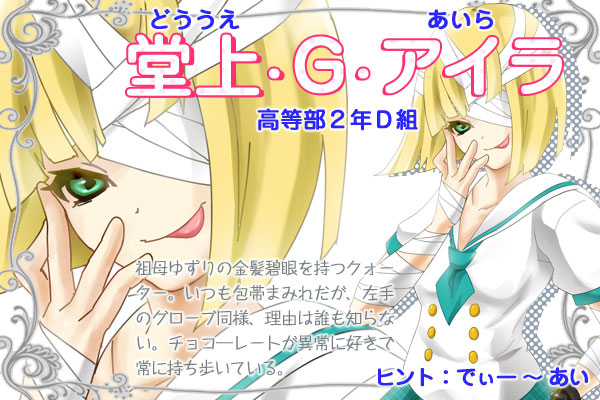 どううえ あいら
堂上・G・アイラ
高等部２年Ｄ組
祖母ゆずりの金髪碧眼を持つクォー
ター。いつも包帯まみれだが、左手
のグローブ同様、理由は誰も知らな
い。チョコーレートが異常に好きで
常に持ち歩いている。
ヒント：でぃー ～ あい